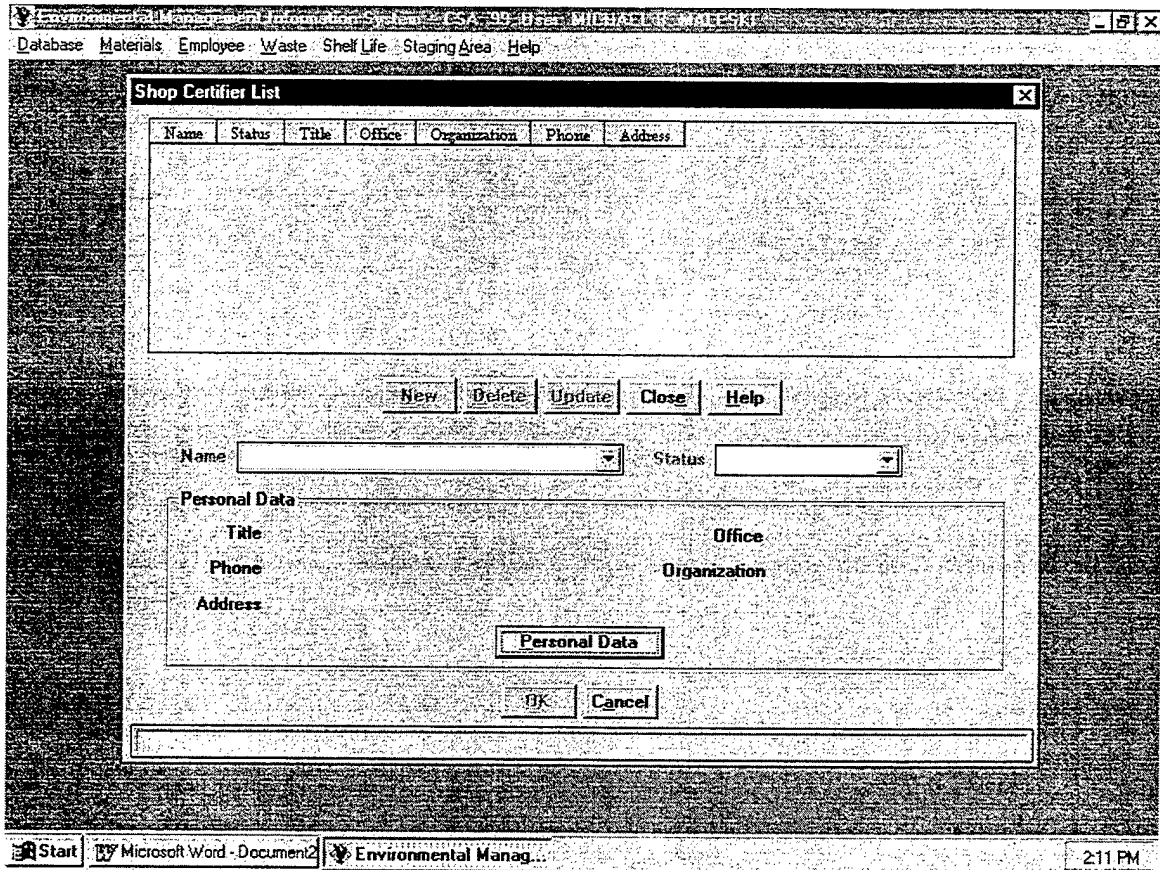 Environmental Management Information System - CSA: 99 User: MICHAEL R. MALESKI
Database Materials Employee Waste Shelf Life Staging Area Help
Shop Certifier List
Name Status Title Office Organization Phone Address
New Delete Update Close Help
Name Status
Personal Data
Title Office
Phone Organization
Address
Personal Data
OK Cancel
Start Microsoft Word - Document2 Environmental Manag... 2:11 PM